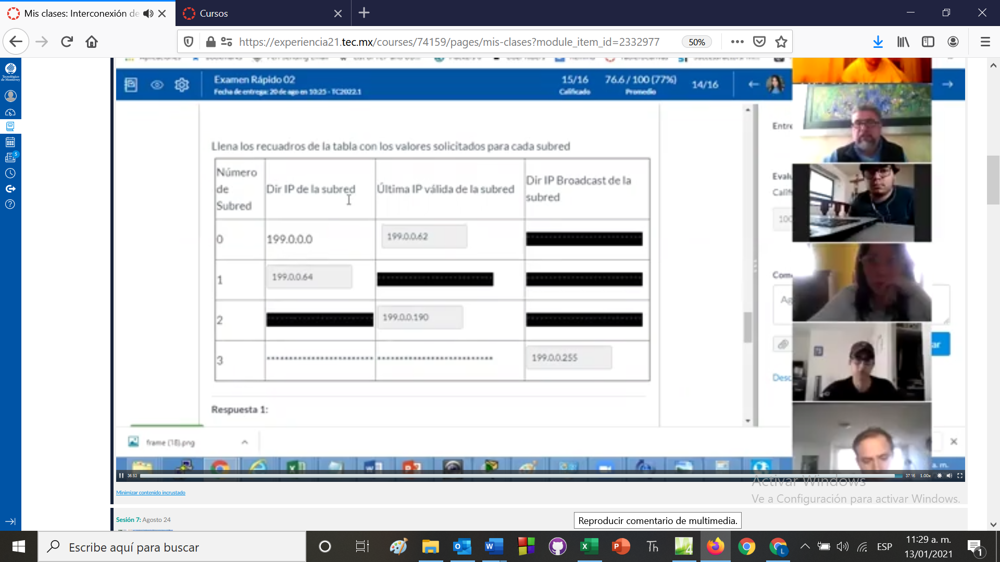 Mis clases: Interconexión de
Cursos
https://experiencia21.tec.mx/courses/74159/pages/mis-clases?module_item_id=2332977
50%
Tecnológico
de Monterrey
5
Examen Rápido 02
Fecha de entrega: 20 de ago en 10:25 - TC2022.1
15/16
Calificado
76.6 / 100 (77%)
Promedio
14/16
Llena los recuadros de la tabla con los valores solicitados para cada subred
Número de Subred
Dir IP de la subred
Última IP válida de la subred
Dir IP Broadcast de la subred
0
199.0.0.0
199.0.0.62
1
199.0.0.64
2
199.0.0.190
3
199.0.0.255
Respuesta 1:
Entre
Evalu
Calif
100
Com
Ag
ar
Desc
frame (18).png
a. m.
36:53
37:16
1.00x
Minimizar contenido incrustado
Activar Windows
Ve a Configuración para activar Windows.
Sesión 7: Agosto 24
Reproducir comentario de multimedia.
Escribe aquí para buscar
ESP
11:29 a. m.
13/01/2021
1